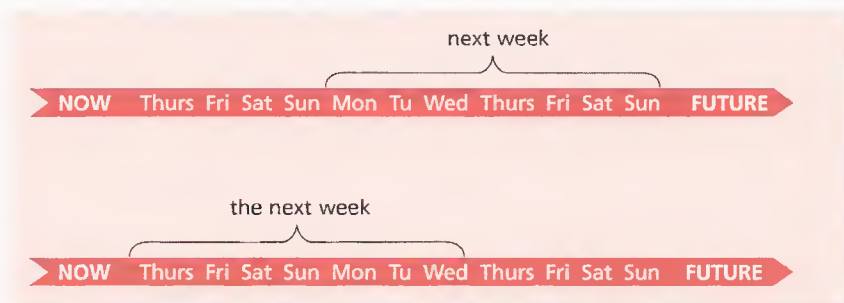 next week
NOW Thurs Fri Sat Sun Mon Tu Wed Thurs Fri Sat Sun FUTURE
the next week
NOW Thurs Fri Sat Sun Mon Tu Wed Thurs Fri Sat Sun FUTURE